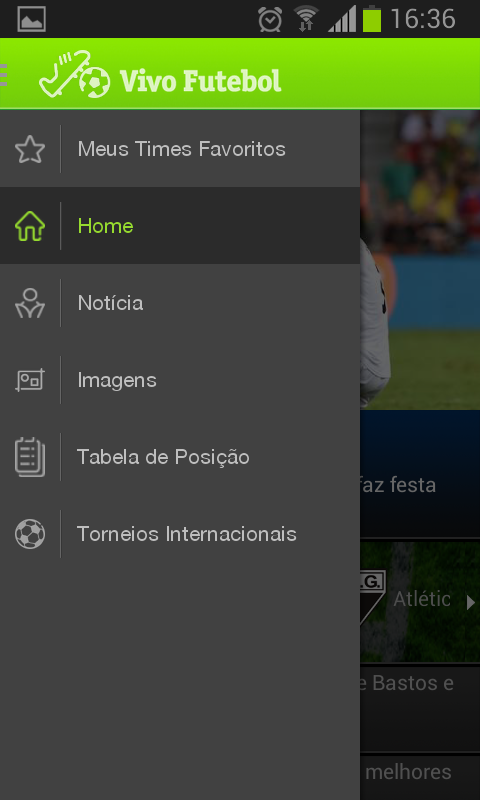 16:36
Vivo Futebol
Meus Times Favoritos
Home
Notícia
Imagens
Tabela de Posição
Torneios Internacionais
faz festa
.G.
Atlétic
e Bastos e
melhores